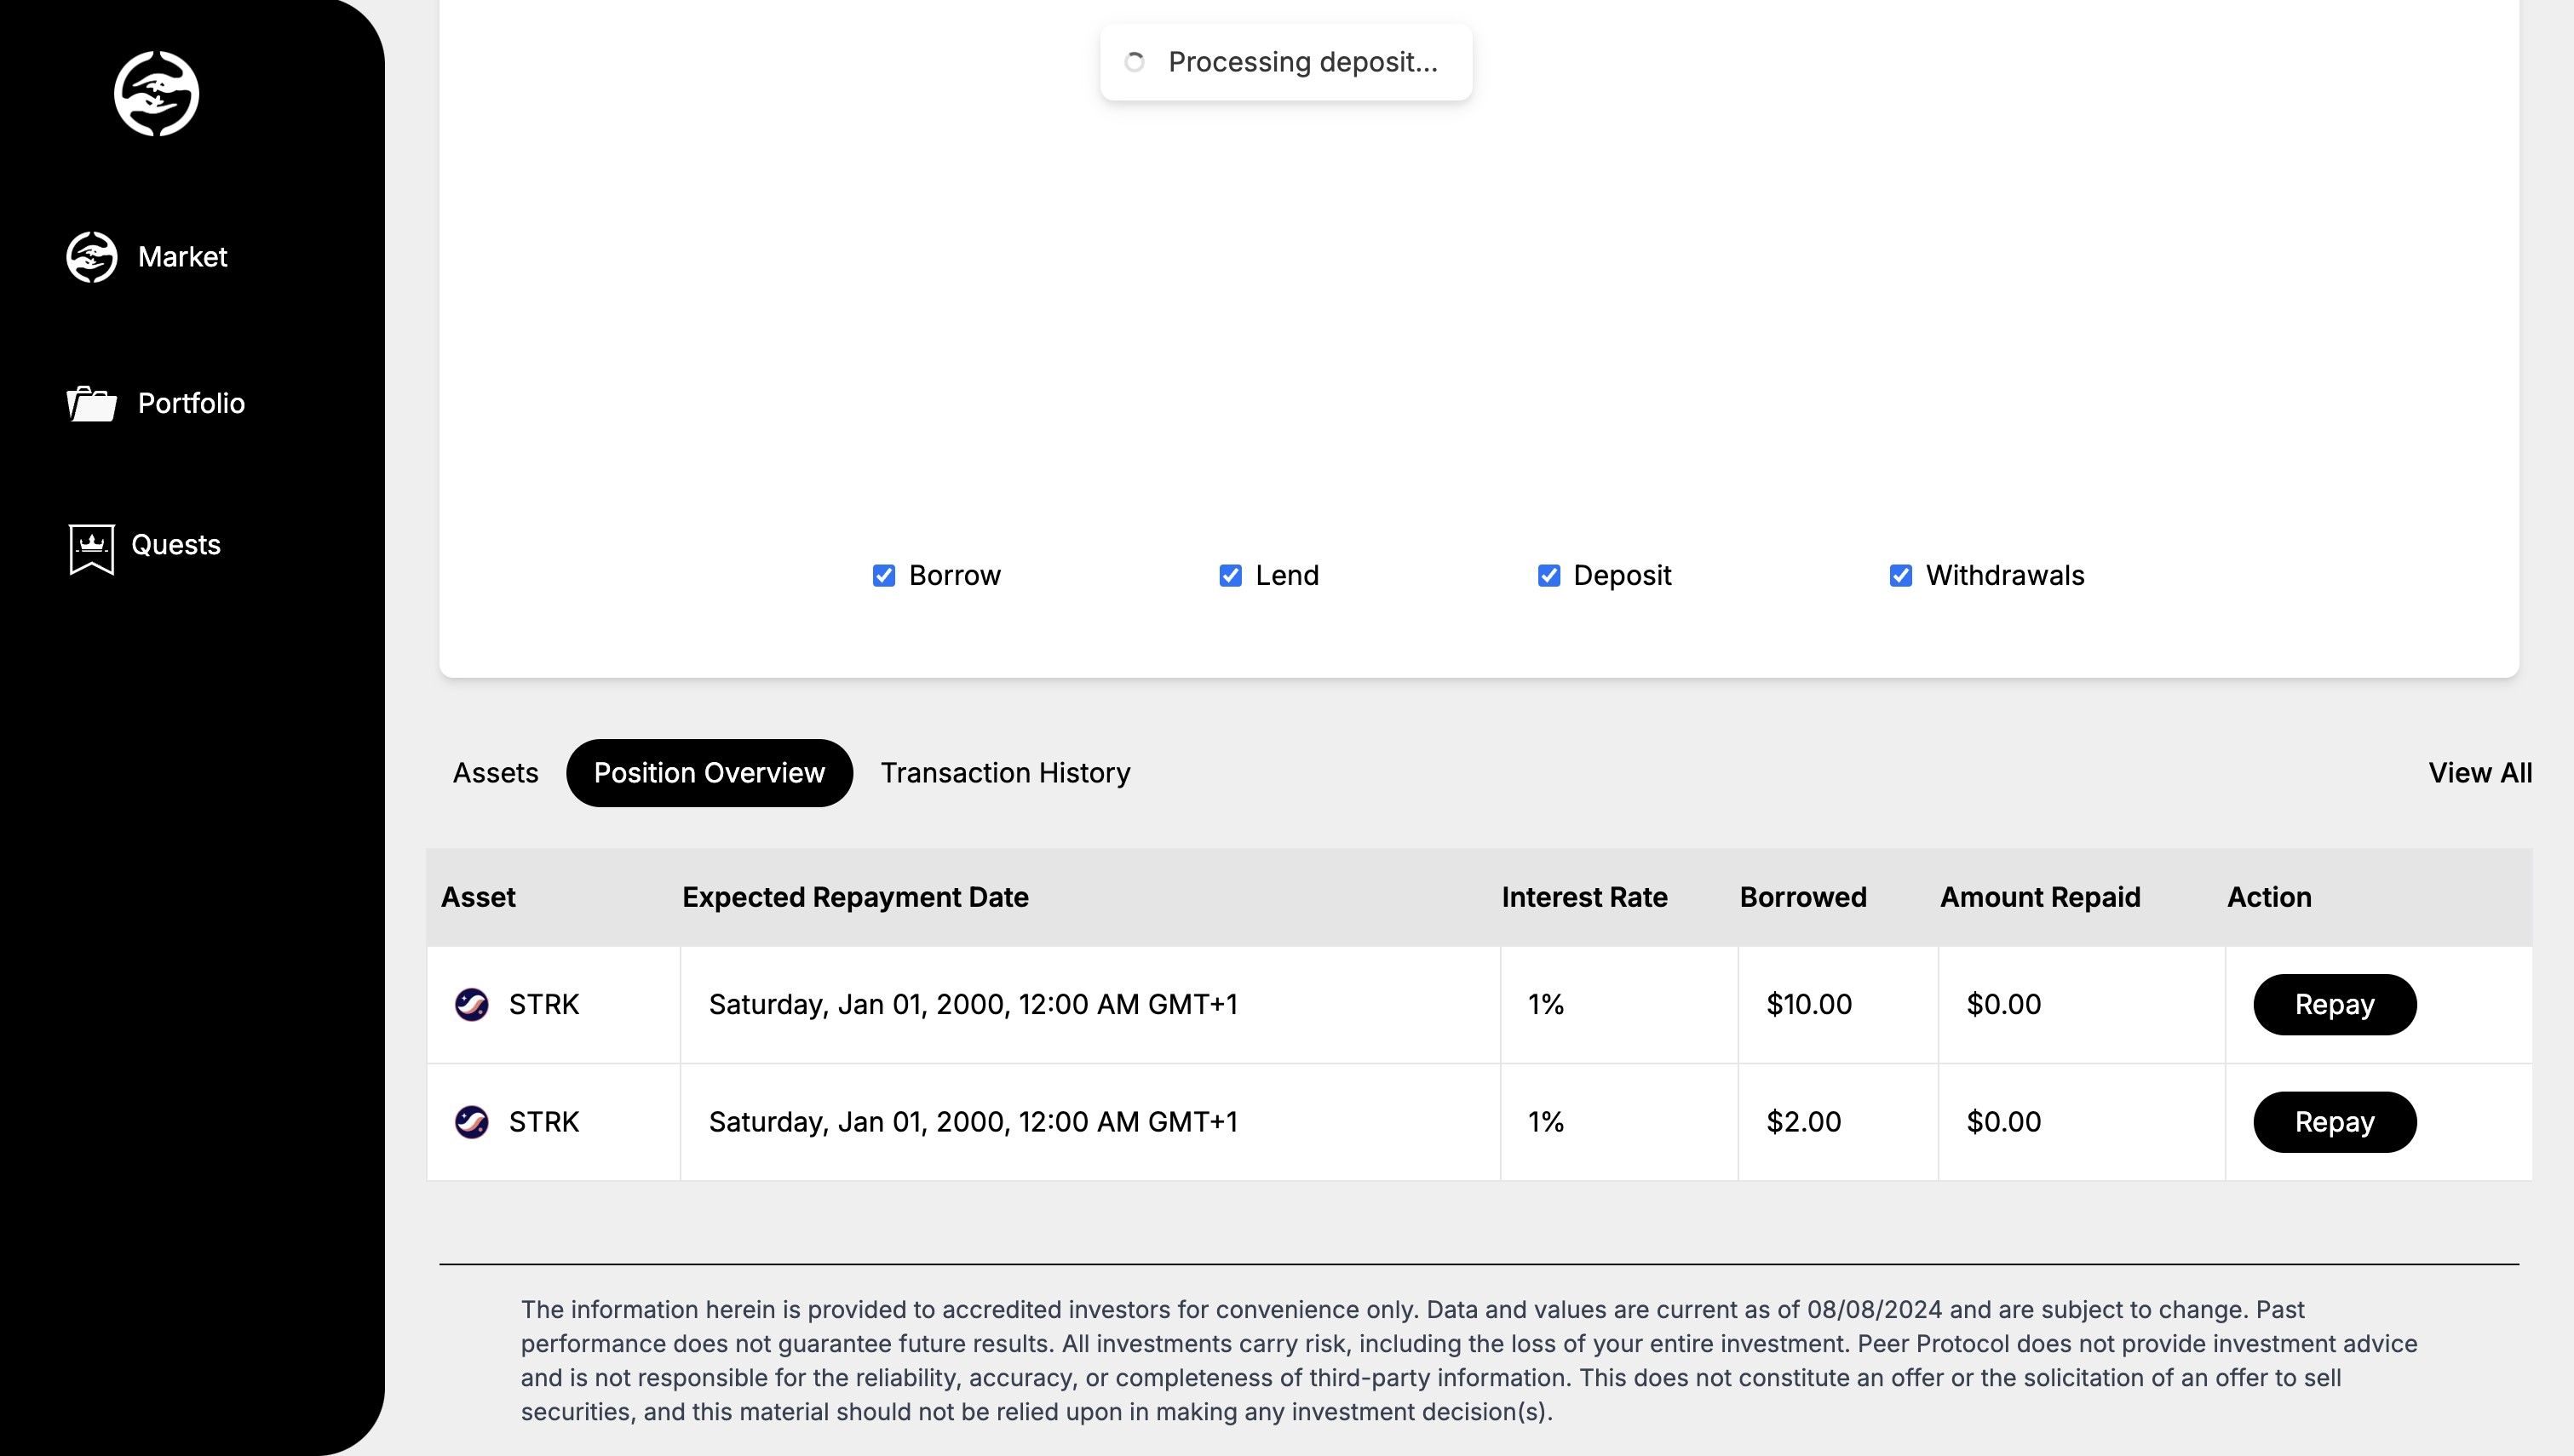 Processing deposit...
Market
Portfolio
Quests
Borrow
Lend
Deposit
Withdrawals
Assets
Position Overview
Transaction History
View All
Asset
Expected Repayment Date
Interest Rate
Borrowed
Amount Repaid
Action
STRK
Saturday, Jan 01, 2000, 12:00 AM GMT+1
1%
$10.00
$0.00
Repay
STRK
Saturday, Jan 01, 2000, 12:00 AM GMT+1
1%
$2.00
$0.00
Repay
The information herein is provided to accredited investors for convenience only. Data and values are current as of 08/08/2024 and are subject to change. Past
performance does not guarantee future results. All investments carry risk, including the loss of your entire investment. Peer Protocol does not provide investment advice
and is not responsible for the reliability, accuracy, or completeness of third-party information. This does not constitute an offer or the solicitation of an offer to sell
securities, and this material should not be relied upon in making any investment decision(s).